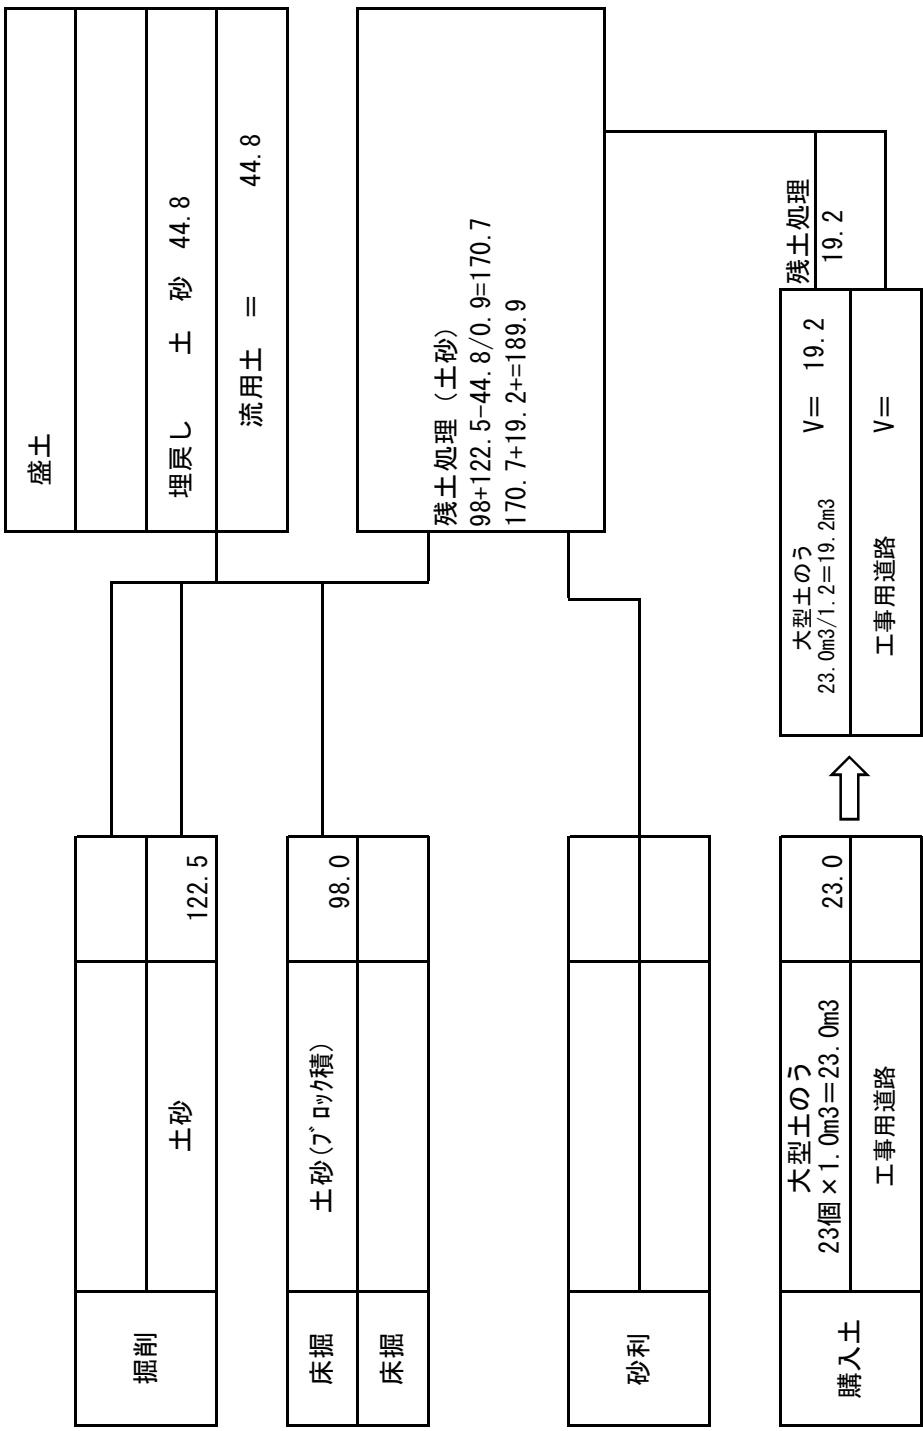 掘削
土砂
122.5
床掘
土砂(ﾌﾞﾛｯｸ積)
98.0
床掘
砂利
購入土
大型土のう
23個×1.0m3＝23.0m3
23.0
工事用道路
盛土
埋戻し 土 砂 44.8
流用土 ＝ 44.8
残土処理（土砂）
98+122.5-44.8/0.9=170.7
170.7+19.2+=189.9
大型土のう
23.0m3/1.2＝19.2m3
V＝ 19.2
工事用道路
V＝
残土処理
19.2